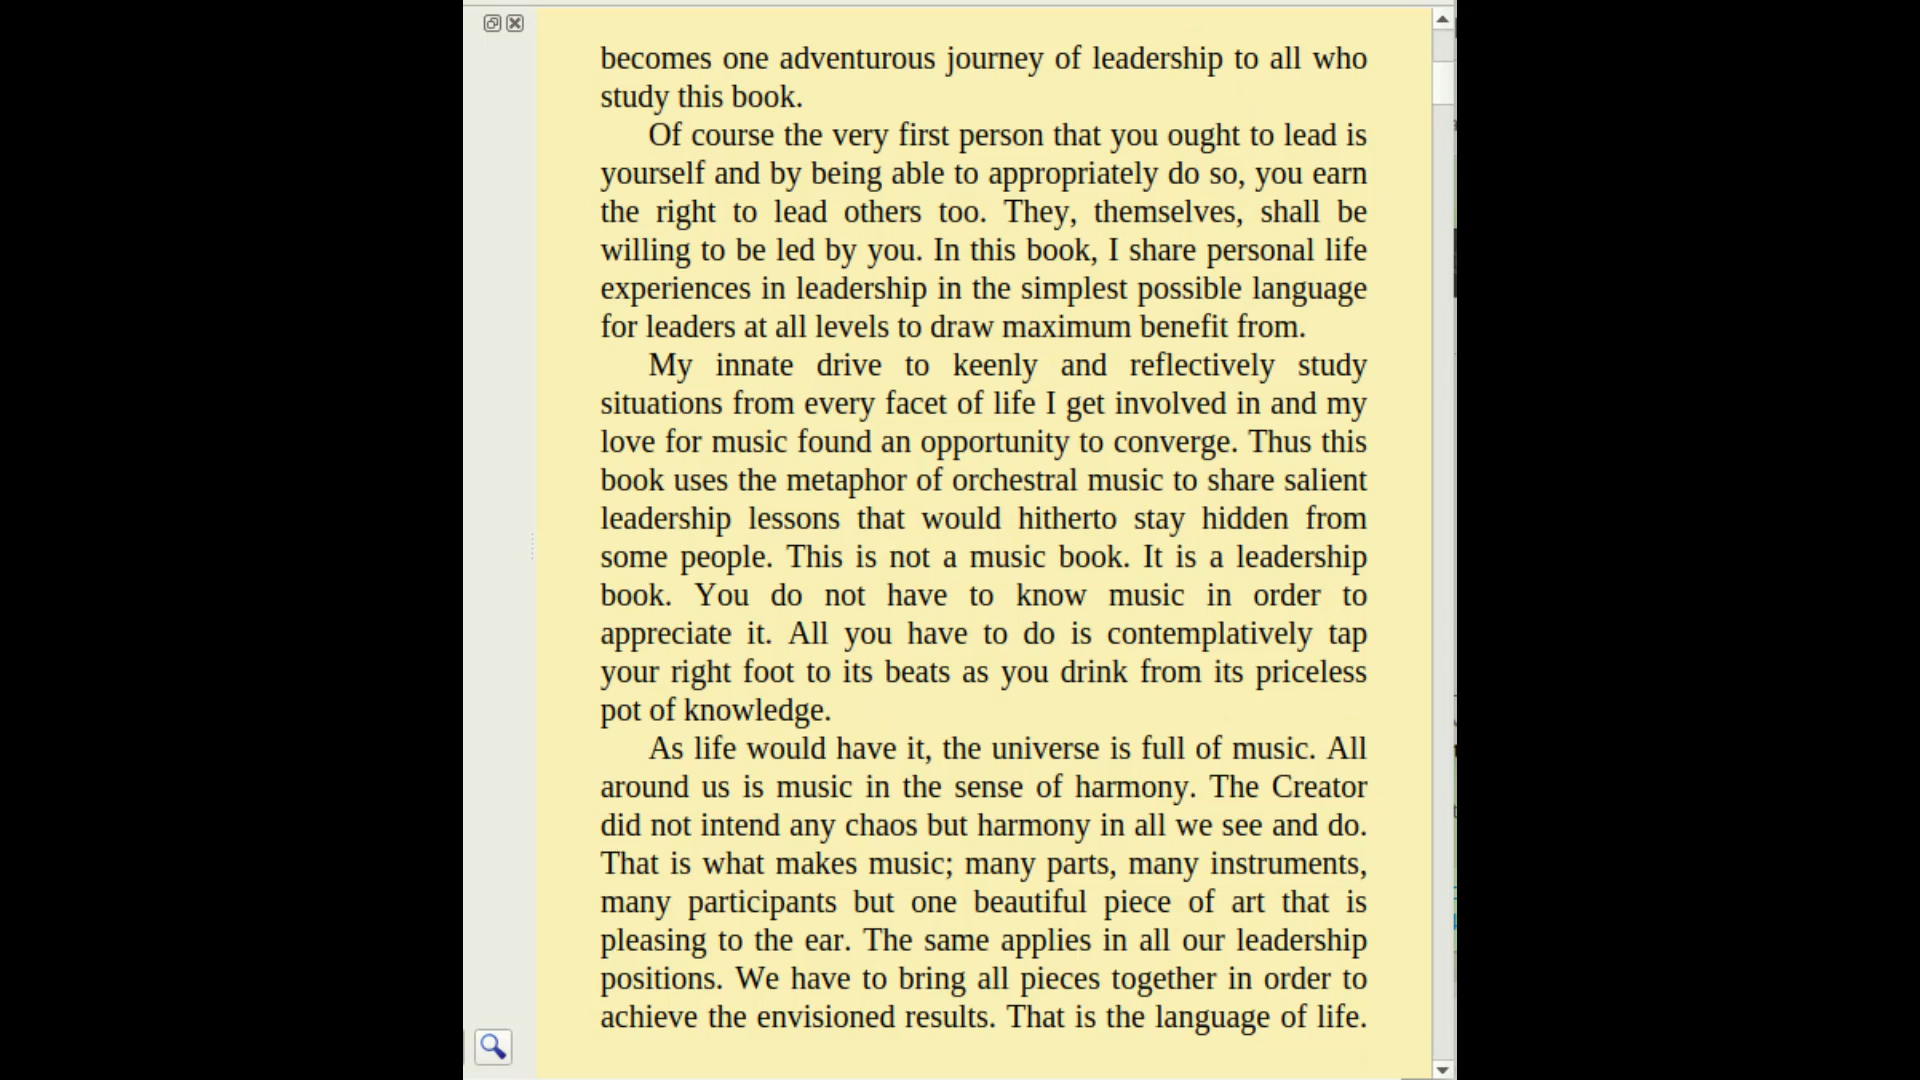 becomes one adventurous journey of leadership to all who
study this book.
Of course the very first person that you ought to lead is
yourself and by being able to appropriately do so, you earn
the right to lead others too. They, themselves, shall be
willing to be led by you. In this book, I share personal life
experiences in leadership in the simplest possible language
for leaders at all levels to draw maximum benefit from.
My innate drive to keenly and reflectively study
situations from every facet of life I get involved in and my
love for music found an opportunity to converge. Thus this
book uses the metaphor of orchestral music to share salient
leadership lessons that would hitherto stay hidden from
some people. This is not a music book. It is a leadership
book. You do not have to know music in order to
appreciate it. All you have to do is contemplatively tap
your right foot to its beats as you drink from its priceless
pot of knowledge.
As life would have it, the universe is full of music. All
around us is music in the sense of harmony. The Creator
did not intend any chaos but harmony in all we see and do.
That is what makes music; many parts, many instruments,
many participants but one beautiful piece of art that is
pleasing to the ear. The same applies in all our leadership
positions. We have to bring all pieces together in order to
achieve the envisioned results. That is the language of life.